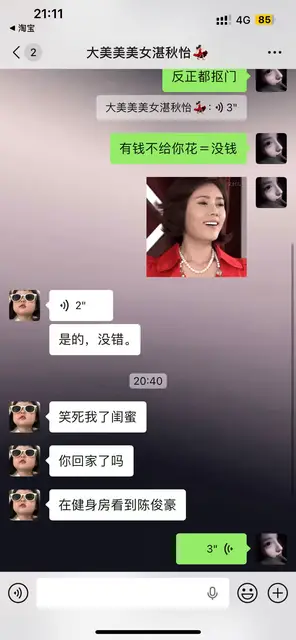 21:11
4G 85
淘宝
2
大美美美女湛秋怡💃
反正都抠门
大美美美女湛秋怡💃: 3"
有钱不给你花＝没钱
2"
是的，没错。
20:40
笑死我了闺蜜
你回家了吗
在健身房看到陈俊豪
3"